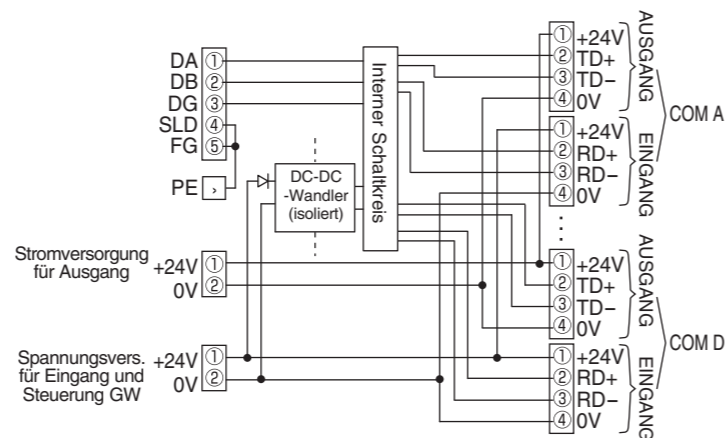 DA ①
DB ②
DG ③
SLD ④
FG ⑤
PE
DC-DC
-Wandler
(isoliert)
Interner Schaltkreis
Stromversorgung
für Ausgang
+24V ①
0V ②
Spannungsvers.
für Eingang und
Steuerung GW
+24V ①
0V ②
① +24V
② TD+
③ TD−
④ 0V
AUSGANG
① +24V
② RD+
③ RD−
④ 0V
EINGANG
COM A
① +24V
② TD+
③ TD−
④ 0V
AUSGANG
① +24V
② RD+
③ RD−
④ 0V
EINGANG
COM D